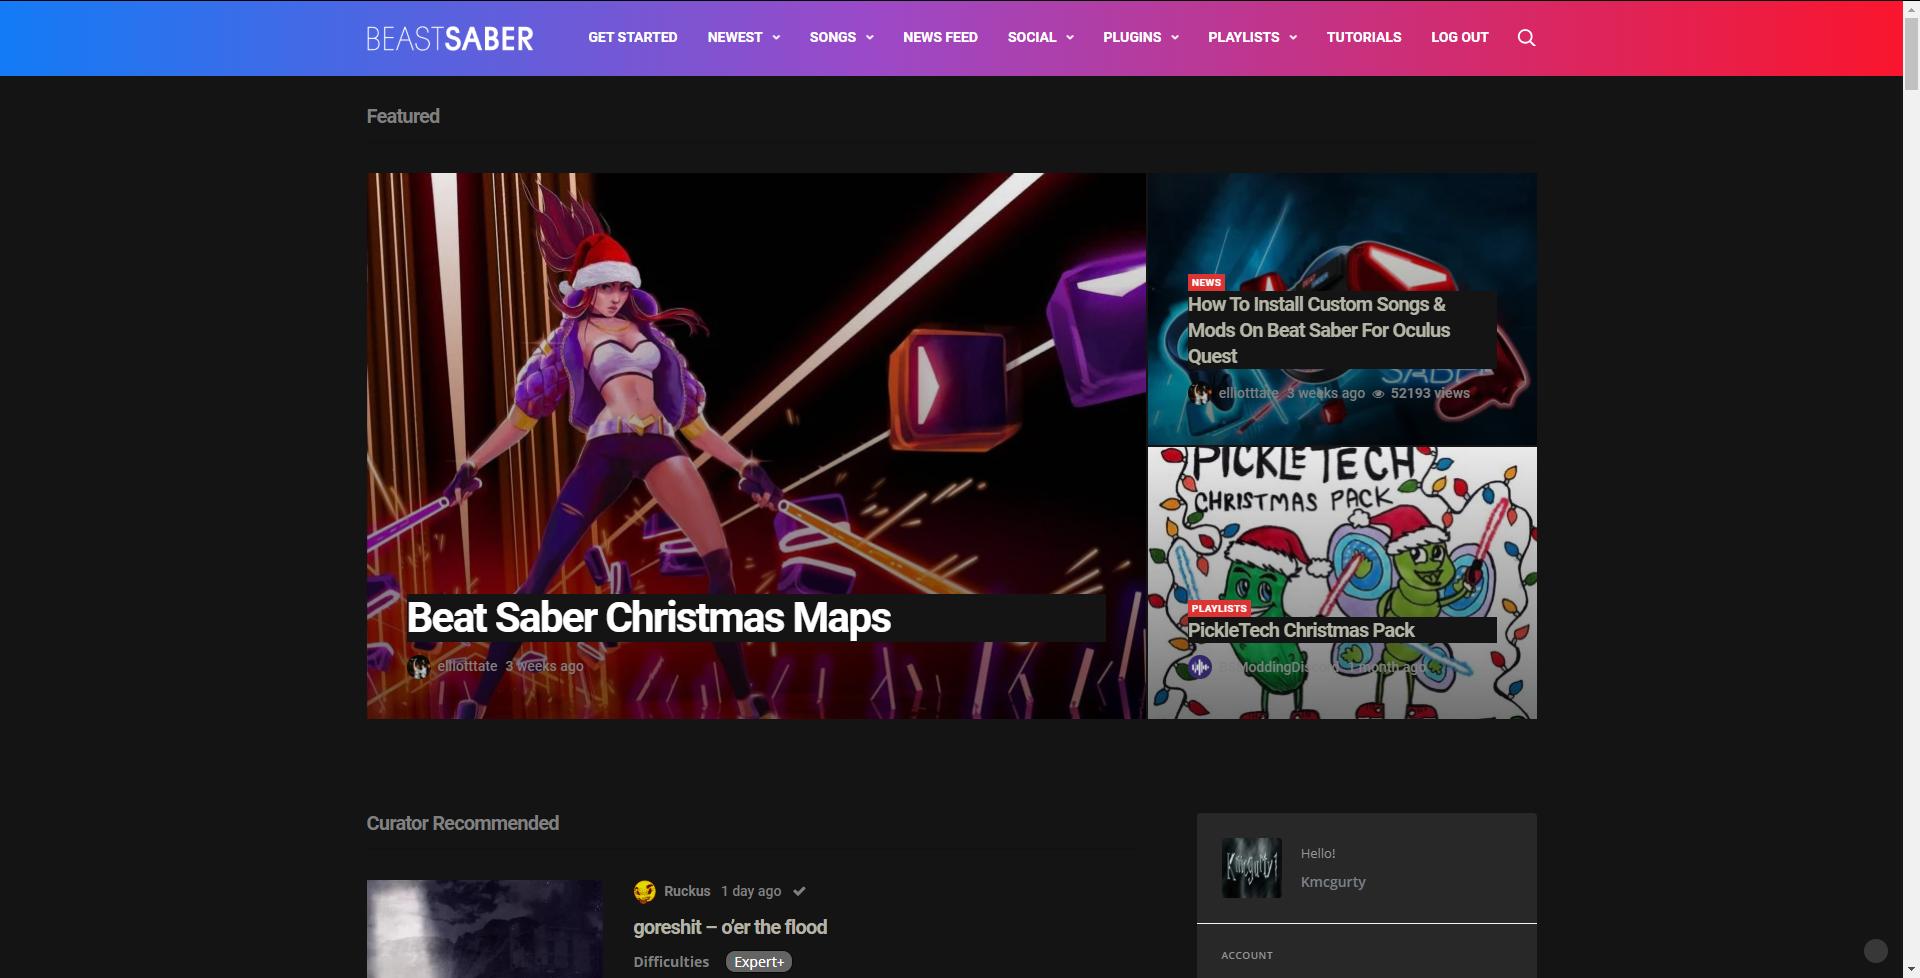 BEASTSABER
GET STARTED NEWEST SONGS NEWS FEED SOCIAL PLUGINS PLAYLISTS TUTORIALS LOG OUT
Featured
Beat Saber Christmas Maps
elliotttate 3 weeks ago
NEWS
How To Install Custom Songs &
Mods On Beat Saber For Oculus
Quest
elliotttate 3 weeks ago 52193 views
PICKLE TECH
CHRISTMAS PACK
PLAYLISTS
PickleTech Christmas Pack
1 month ago
Curator Recommended
Ruckus 1 day ago
goreshit – o’er the flood
Difficulties Expert+
Kmcgurty1
Hello!
Kmcgurty
ACCOUNT